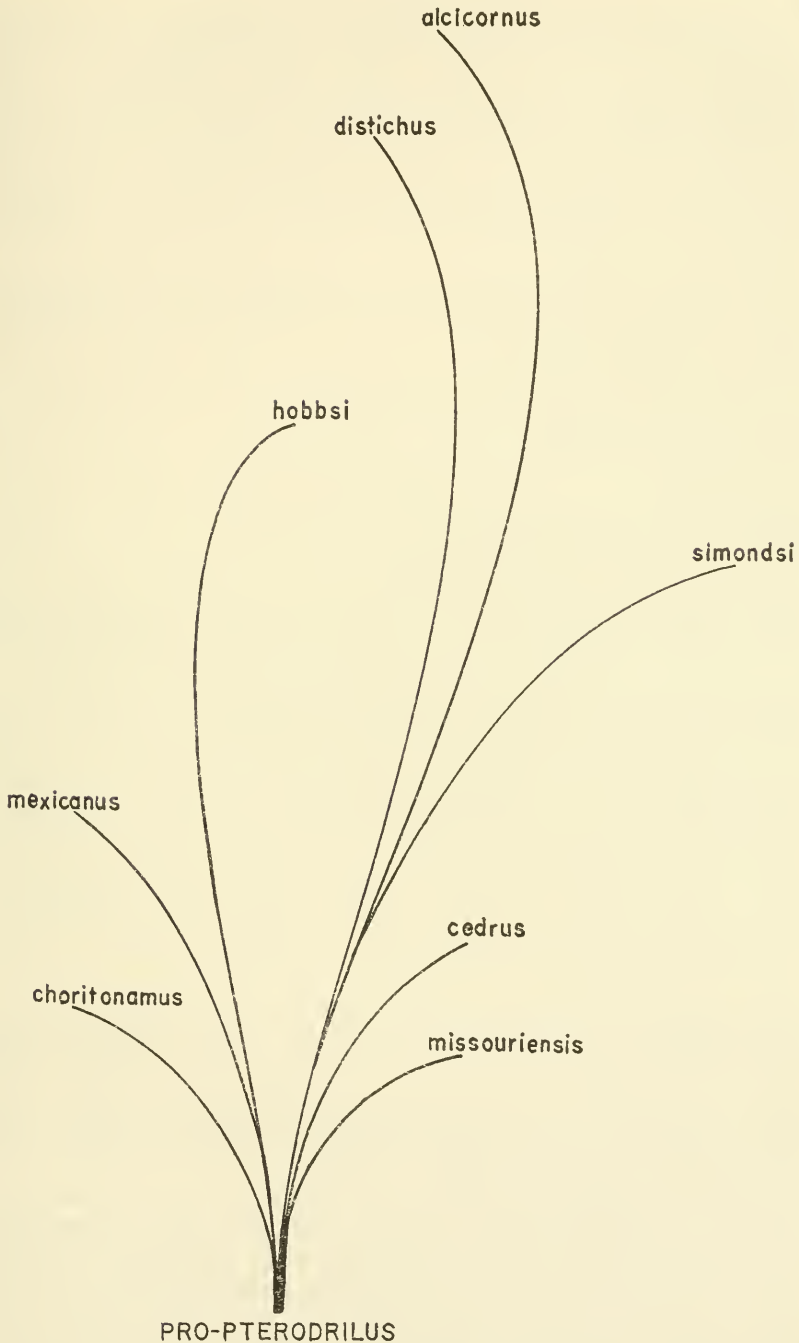 alcicornus
distichus
hobbsi
simondsi
mexicanus
cedrus
choritonamus
missouriensis
PRO-PTERODRILUS